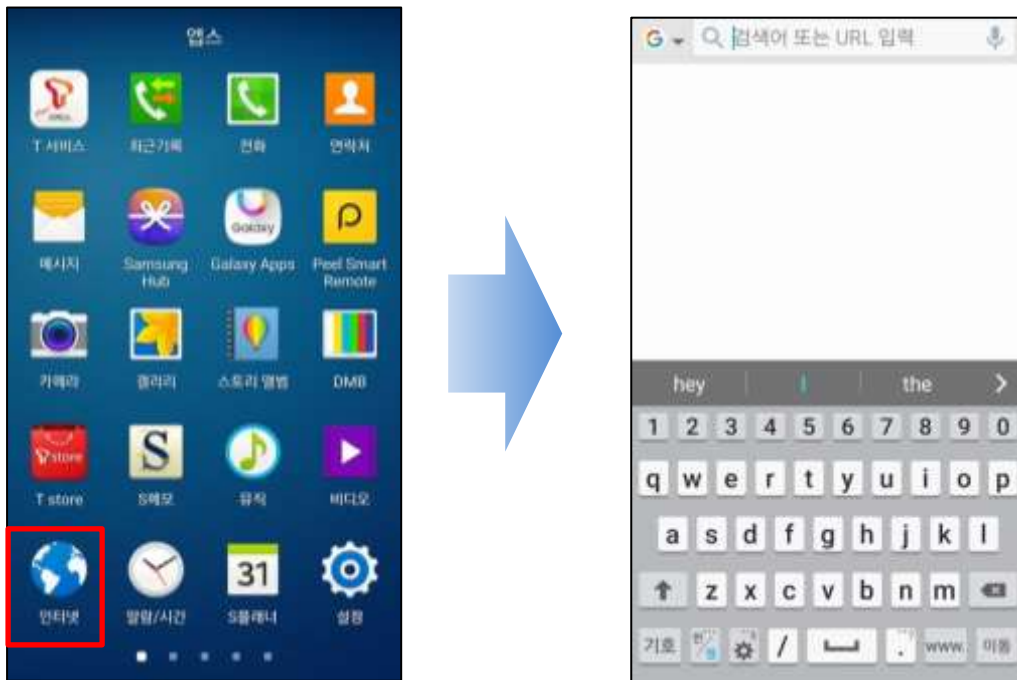 앱스
T 서비스
최근기록
전화
연락처
메시지
Samsung
Hub
Galaxy
Galaxy Apps
Peel Smart
Remote
카메라
갤러리
스토리 앨범
DMB
T store
T store
S
S메모
뮤직
비디오
인터넷
알람/시간
31
S플래너
설정
G 검색어 또는 URL 입력
hey I the >
1 2 3 4 5 6 7 8 9 0
q w e r t y u i o p
a s d f g h j k l
z x c v b n m
기호 한/영 / . www. 이동